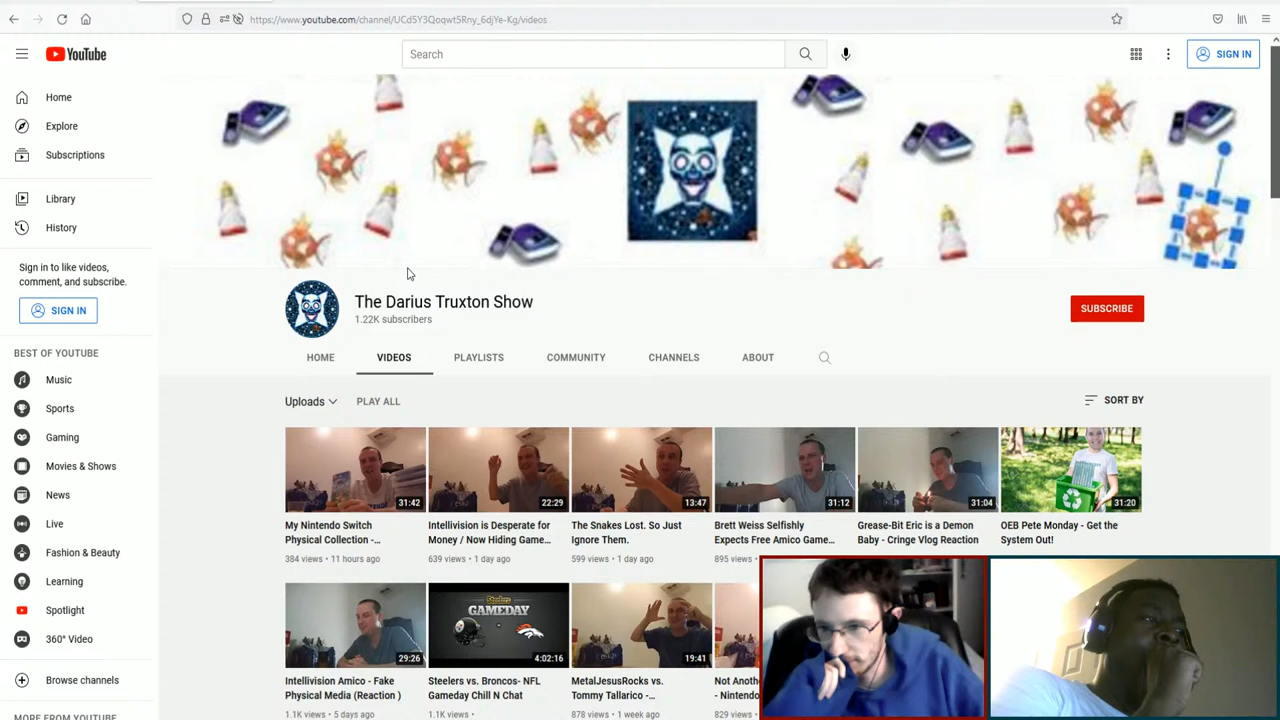 https://www.youtube.com/channel/UCd5Y3Qoqwt5Rny_6djYe-Kg/videos
YouTube
Search
SIGN IN
Home
Explore
Subscriptions
Library
History
Sign in to like videos,
comment, and subscribe.
SIGN IN
BEST OF YOUTUBE
Music
Sports
Gaming
Movies & Shows
News
Live
Fashion & Beauty
Learning
Spotlight
360° Video
Browse channels
MORE FROM YOUTUBE
The Darius Truxton Show
1.22K subscribers
SUBSCRIBE
HOME
VIDEOS
PLAYLISTS
COMMUNITY
CHANNELS
ABOUT
Uploads
PLAY ALL
SORT BY
31:42
22:29
13:47
31:12
31:04
31:20
My Nintendo Switch
Physical Collection -...
384 views • 11 hours ago
Intellivision is Desperate for
Money / Now Hiding Game...
639 views • 1 day ago
The Snakes Lost. So Just
Ignore Them.
599 views • 1 day ago
Brett Weiss Selfishly
Expects Free Amico Game...
895 views
Grease-Bit Eric is a Demon
Baby - Cringe Vlog Reaction
OEB Pete Monday - Get the
System Out!
29:26
Steelers
GAMEDAY
4:02:16
19:41
Intellivision Amico - Fake
Physical Media (Reaction )
1.1K views • 5 days ago
Steelers vs. Broncos- NFL
Gameday Chill N Chat
1.1K views •
MetalJesusRocks vs.
Tommy Tallarico -...
878 views • 1 week ago
Not Another
- Nintendo
829 views